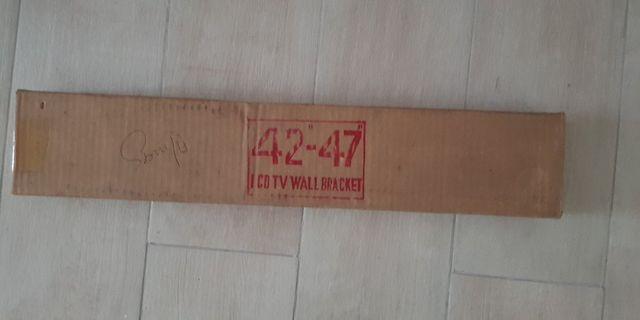 42"-47"
LCD TV WALL BRACKET